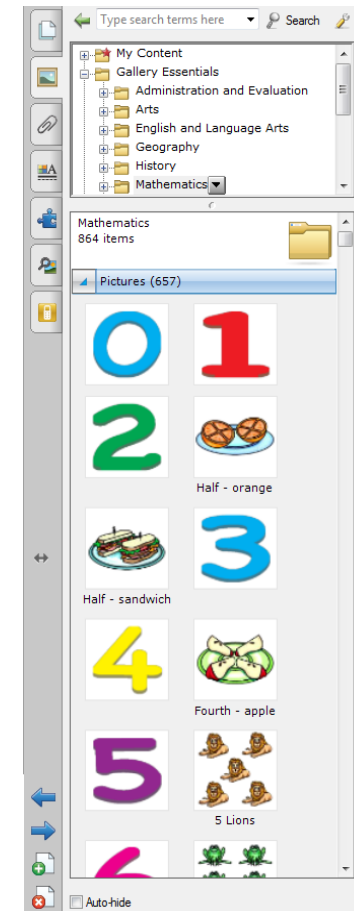 Type search terms here
Search
My Content
Gallery Essentials
Administration and Evaluation
Arts
English and Language Arts
Geography
History
Mathematics
Mathematics
864 items
Pictures (657)
0 1
2
Half - orange
3
Half - sandwich
4
Fourth - apple
5
5 Lions
6
Auto-hide